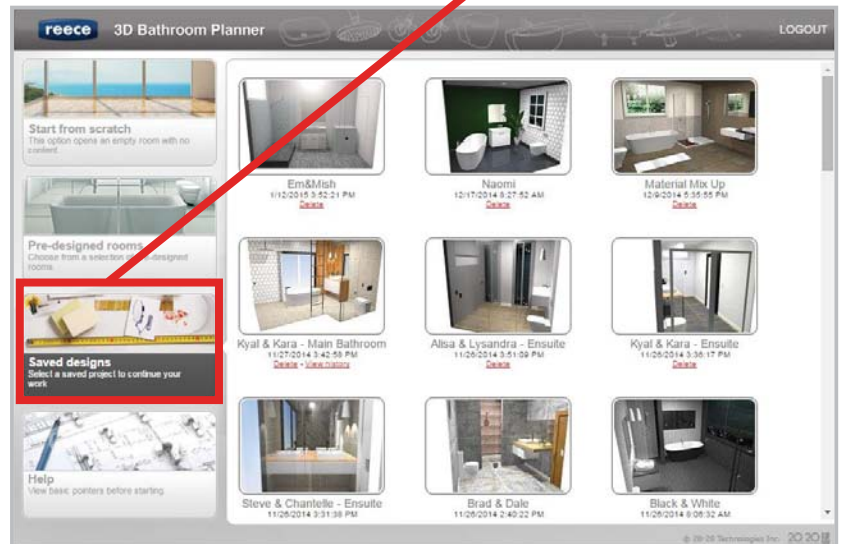 reece 3D Bathroom Planner
LOGOUT
Start from scratch
This option opens an empty room with no
content.
Pre-designed rooms
Choose from a selection of pre-designed
rooms.
Saved designs
Select a saved project to continue your
work
Help
View basic pointers before starting.
Em&Mish
1/12/2015 3:52:21 PM
Delete
Naomi
12/17/2014 8:27:52 AM
Delete
Material Mix Up
12/9/2014 5:35:55 PM
Delete
Kyal & Kara - Main Bathroom
11/27/2014 3:42:58 PM
Delete - View history
Alisa & Lysandra - Ensuite
11/26/2014 3:51:09 PM
Delete
Kyal & Kara - Ensuite
11/26/2014 3:36:17 PM
Delete
Steve & Chantelle - Ensuite
11/26/2014 3:31:38 PM
Brad & Dale
11/26/2014 2:40:22 PM
Black & White
11/26/2014 8:08:32 AM
© 20-20 Technologies Inc. 20 20